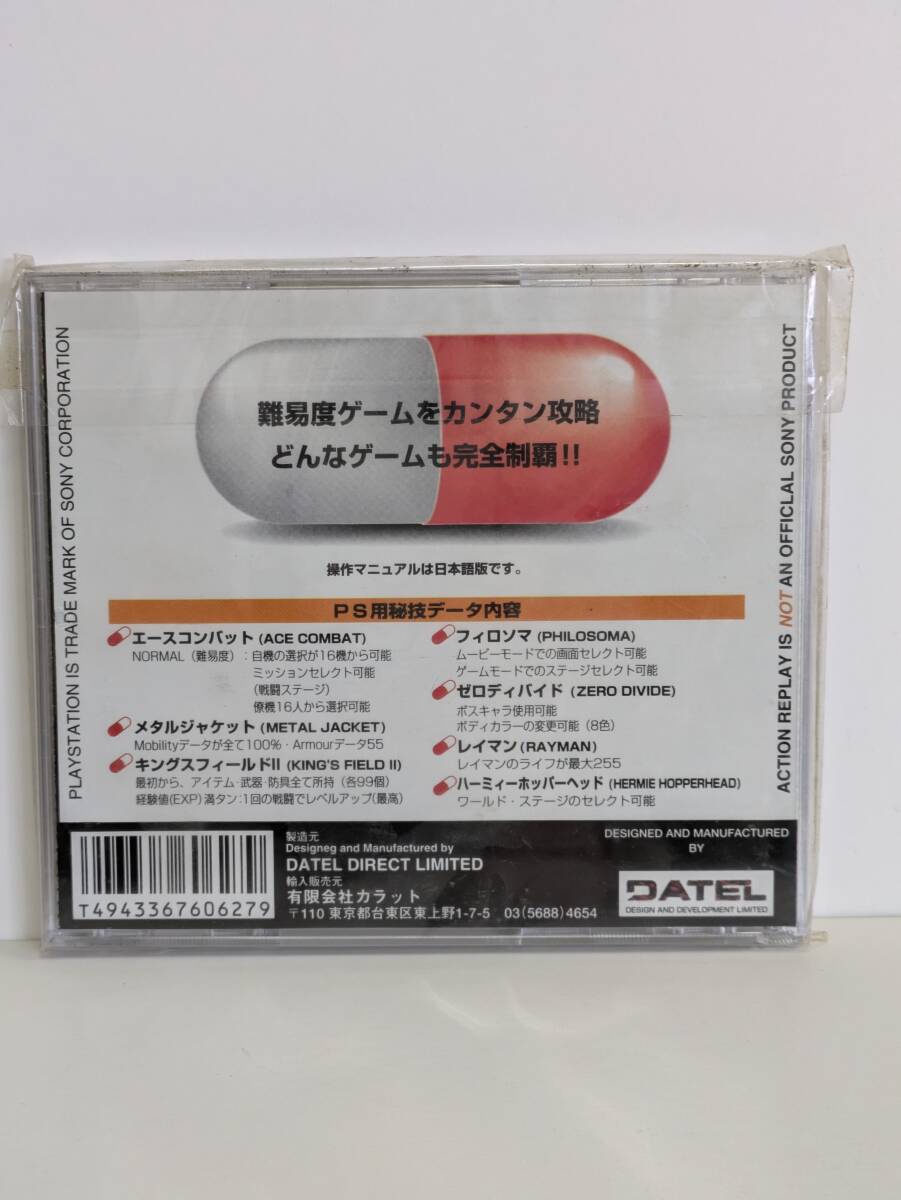 難易度ゲームをカンタン攻略
どんなゲームも完全制覇!!
操作マニュアルは日本語版です。
PS用秘技データ内容
エースコンバット (ACE COMBAT)
NORMAL（難易度）：自機の選択が16機から可能
ミッションセレクト可能
（戦闘ステージ）
僚機16人から選択可能
メタルジャケット (METAL JACKET)
Mobilityデータが全て100%・Armourデータ55
キングスフィールドII (KING'S FIELD II)
最初から、アイテム・武器・防具全て所持（各99個）
経験値(EXP)満タン：1回の戦闘でレベルアップ(最高)
フィロソマ (PHILOSOMA)
ムービーモードでの画面セレクト可能
ゲームモードでのステージセレクト可能
ゼロディバイド (ZERO DIVIDE)
ボスキャラ使用可能
ボディカラーの変更可能（8色）
レイマン (RAYMAN)
レイマンのライフが最大255
ハーミィーホッパーヘッド (HERMIE HOPPERHEAD)
ワールド・ステージのセレクト可能
PLAYSTATION IS TRADE MARK OF SONY CORPORATION
ACTION REPLAY IS NOT AN OFFICLAL SONY PRODUCT
T4943367606279
製造元
Designeg and Manufactured by
DATEL DIRECT LIMITED
輸入販売元
有限会社カラット
〒110 東京都台東区東上野1-7-5 03(5688)4654
DESIGNED AND MANUFACTURED
BY
DATEL
DESIGN AND DEVELOPMENT LIMITED